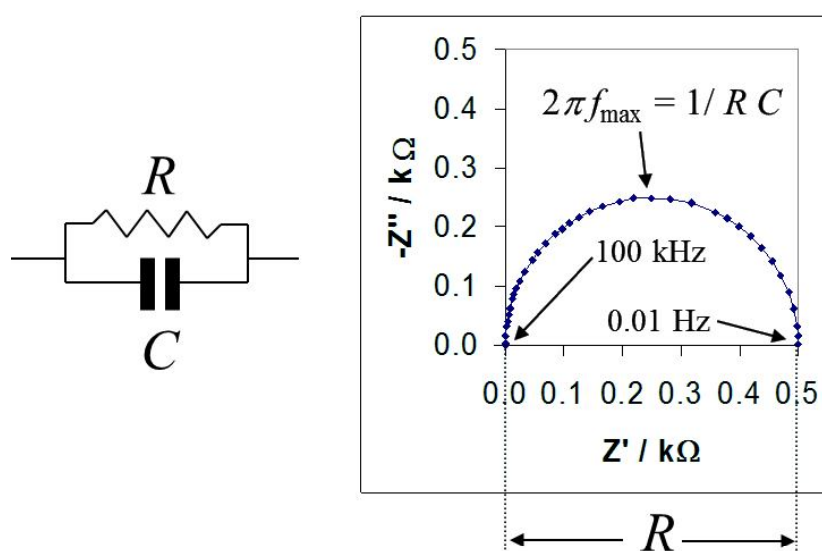 R
C
0.5
0.4
0.3
0.2
0.1
0.0
-Z'' / kΩ
2πf_max = 1/ R C
100 kHz
0.01 Hz
0.0 0.1 0.2 0.3 0.4 0.5
Z' / kΩ
R